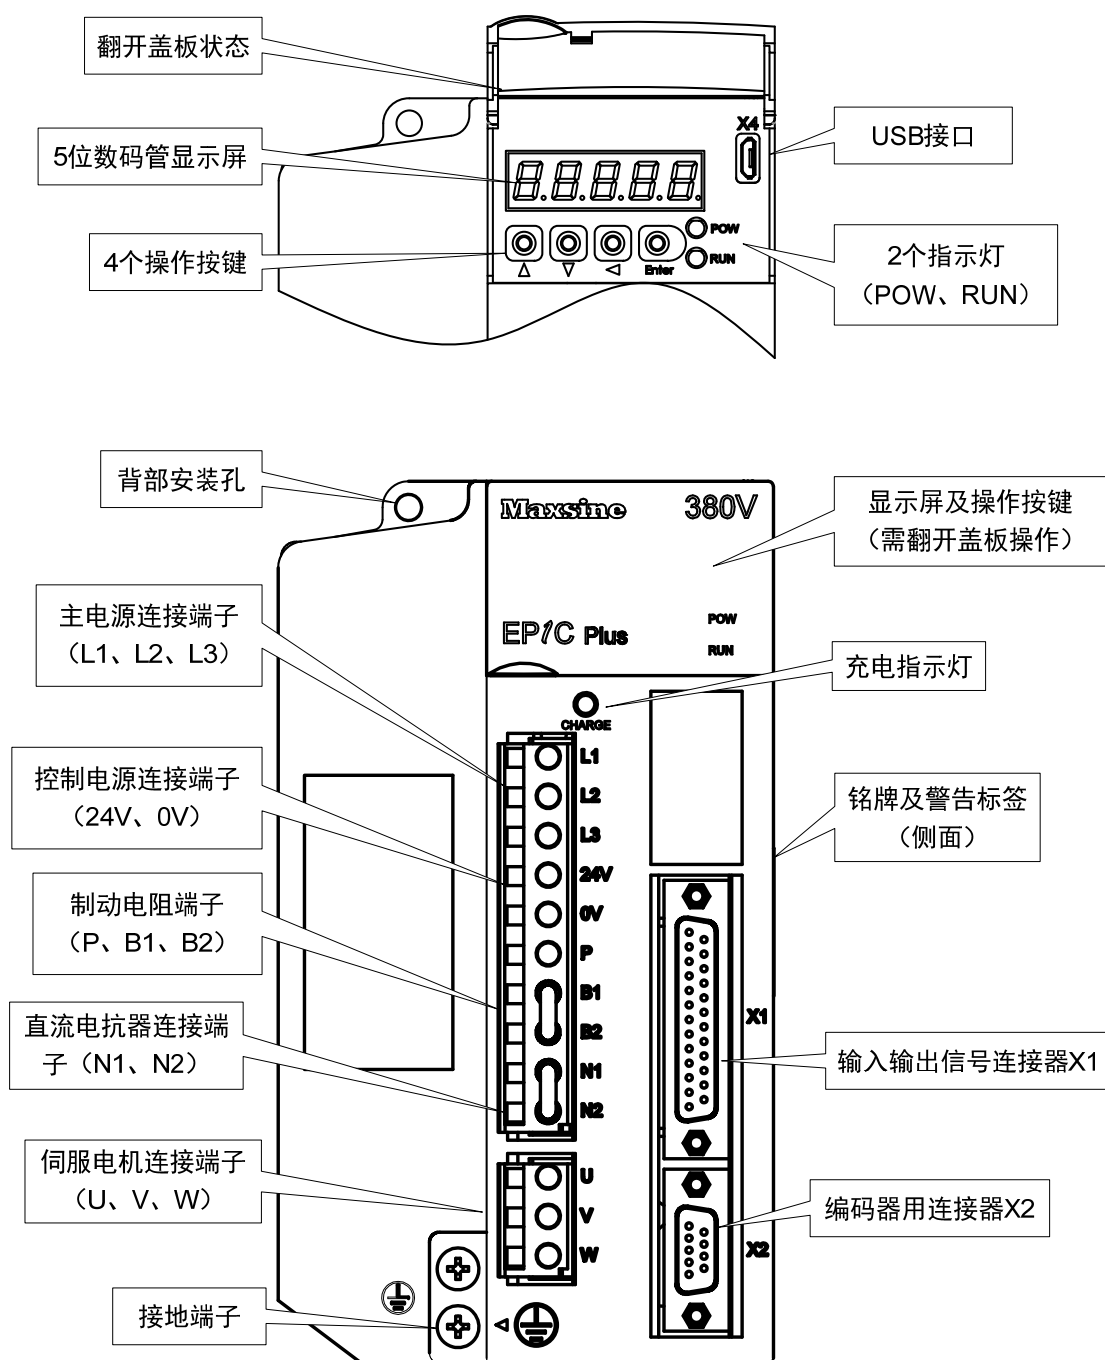 翻开盖板状态
X4
USB接口
5位数码管显示屏
8.8.8.8.8.
POW
4个操作按键
RUN
Enter
2个指示灯
（POW、RUN）
背部安装孔
Maxsine
380V
显示屏及操作按键
（需翻开盖板操作）
主电源连接端子
（L1、L2、L3）
POW
EP1C Plus
RUN
充电指示灯
CHARGE
L1
控制电源连接端子
（24V、0V）
L2
铭牌及警告标签
（侧面）
L3
24V
制动电阻端子
（P、B1、B2）
0V
P
B1
X1
直流电抗器连接端
子（N1、N2）
B2
输入输出信号连接器X1
N1
N2
伺服电机连接端子
（U、V、W）
U
编码器用连接器X2
V
X2
W
接地端子